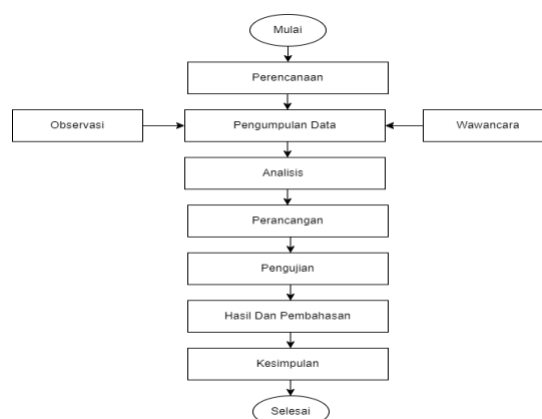 Mulai
Perencanaan
Observasi
Pengumpulan Data
Wawancara
Analisis
Perancangan
Pengujian
Hasil Dan Pembahasan
Kesimpulan
Selesai